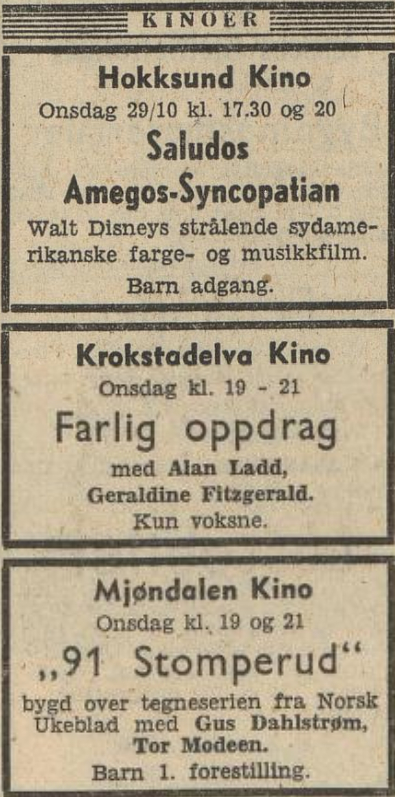 KINOER
Hokksund Kino
Onsdag 29/10 kl. 17.30 og 20
Saludos
Amegos-Syncopatian
Walt Disneys strålende sydame-
rikanske farge- og musikkfilm.
Barn adgang.
Krokstadelva Kino
Onsdag kl. 19 - 21
Farlig oppdrag
med Alan Ladd,
Geraldine Fitzgerald.
Kun voksne.
Mjøndalen Kino
Onsdag kl. 19 og 21
„91 Stomperud“
bygd over tegneserien fra Norsk
Ukeblad med Gus Dahlstrøm,
Tor Modeen.
Barn 1. forestilling.